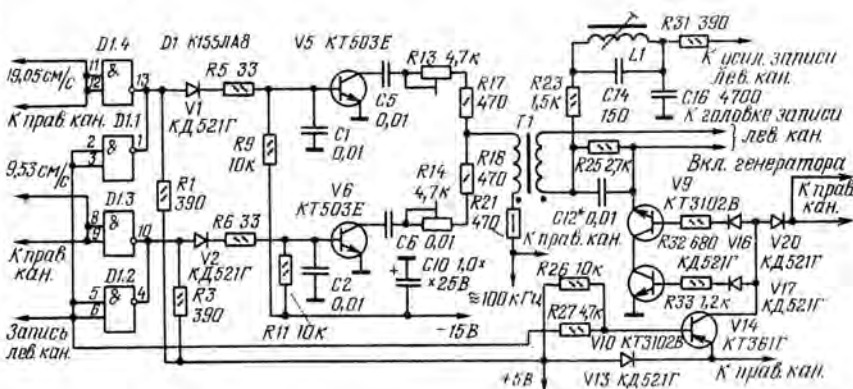 D1.4
D1 К155ЛА8
V5 КТ503Е
R13 4,7к
R31 390
L1
К усил. записи
лев. кан.
11
12
&
13
19,05 см/с
К прав. кан.
R5 33
V1
КД521Г
C5
0,01
R17
470
R23
1,5к
C14
150
C16 4700
К головке записи
лев. кан.
D1.1
2
3
&
1
9,53 см/с
R9
10к
C1
0,01
T1
R14
4,7к
R18
470
R25 2,7к
Вкл. генератора
К прав.
кан.
R1
390
V6
КТ503Е
D1.3
8
9
&
10
R6 33
V2
КД521Г
C6 0,01
R21
470
C12* 0,01
V9
КТ3102В
R32 680
V16
КД521Г
V20
КД521Г
К прав.
кан.
К прав. кан.
D1.2
5
6
&
4
R3
390
C2
0,01
C10 1,0×
×25В
+
≈100кГц
R26 10к
R33 1,2к
V17
КД521Г
R11 10к
−15В
R27 4,7к
V14
КТ361Г
Запись
лев. кан.
V10 КТ3102В
+5В
V13 КД521Г
К прав. кан.